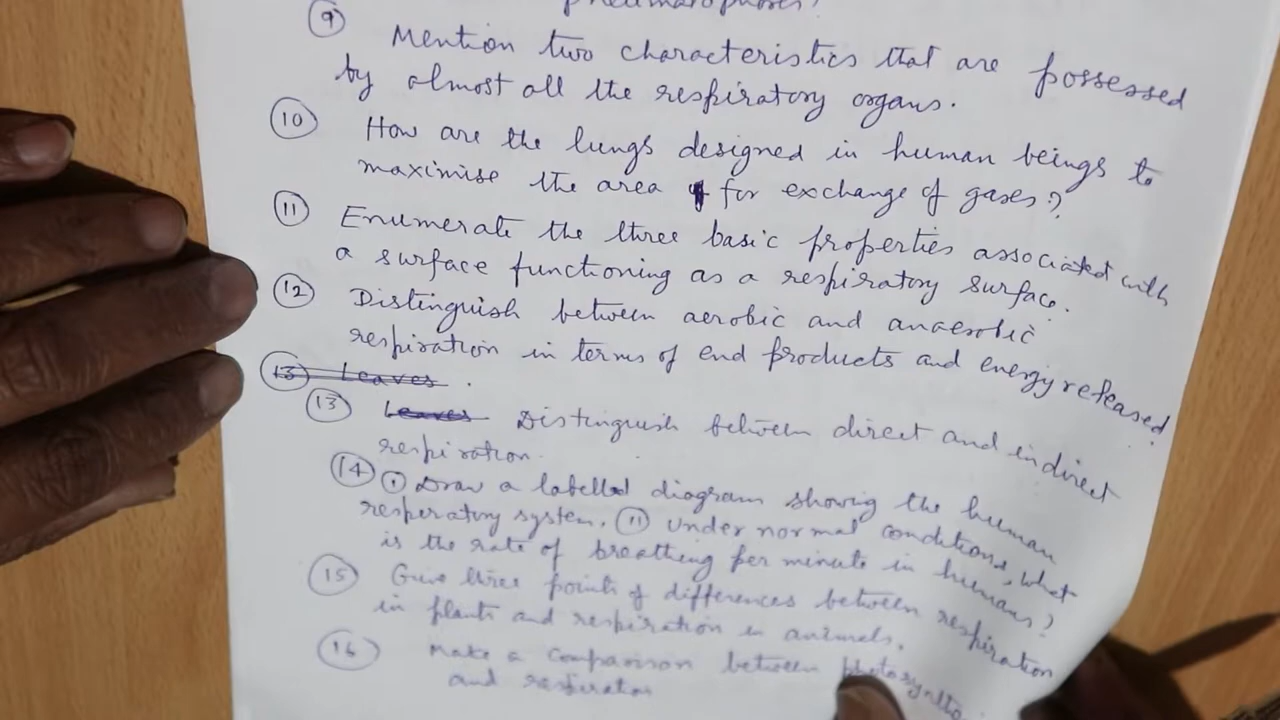 pneumatophores?
(9) Mention two characteristics that are possessed
by almost all the respiratory organs.
(10) How are the lungs designed in human beings to
maximise the area for exchange of gases?
(11) Enumerate the three basic properties associated with
a surface functioning as a respiratory surface.
(12) Distinguish between aerobic and anaerobic
respiration in terms of end products and energy released.
(13) Leaves .
(13) Leaves Distinguish between direct and indirect
respiration.
(14) (i) Draw a labelled diagram showing the human
respiratory system. (ii) Under normal conditions, what
is the rate of breathing per minute in humans?
(15) Give three points of differences between respiration
in plants and respiration in animals.
(16) Make a comparison between
and respiration